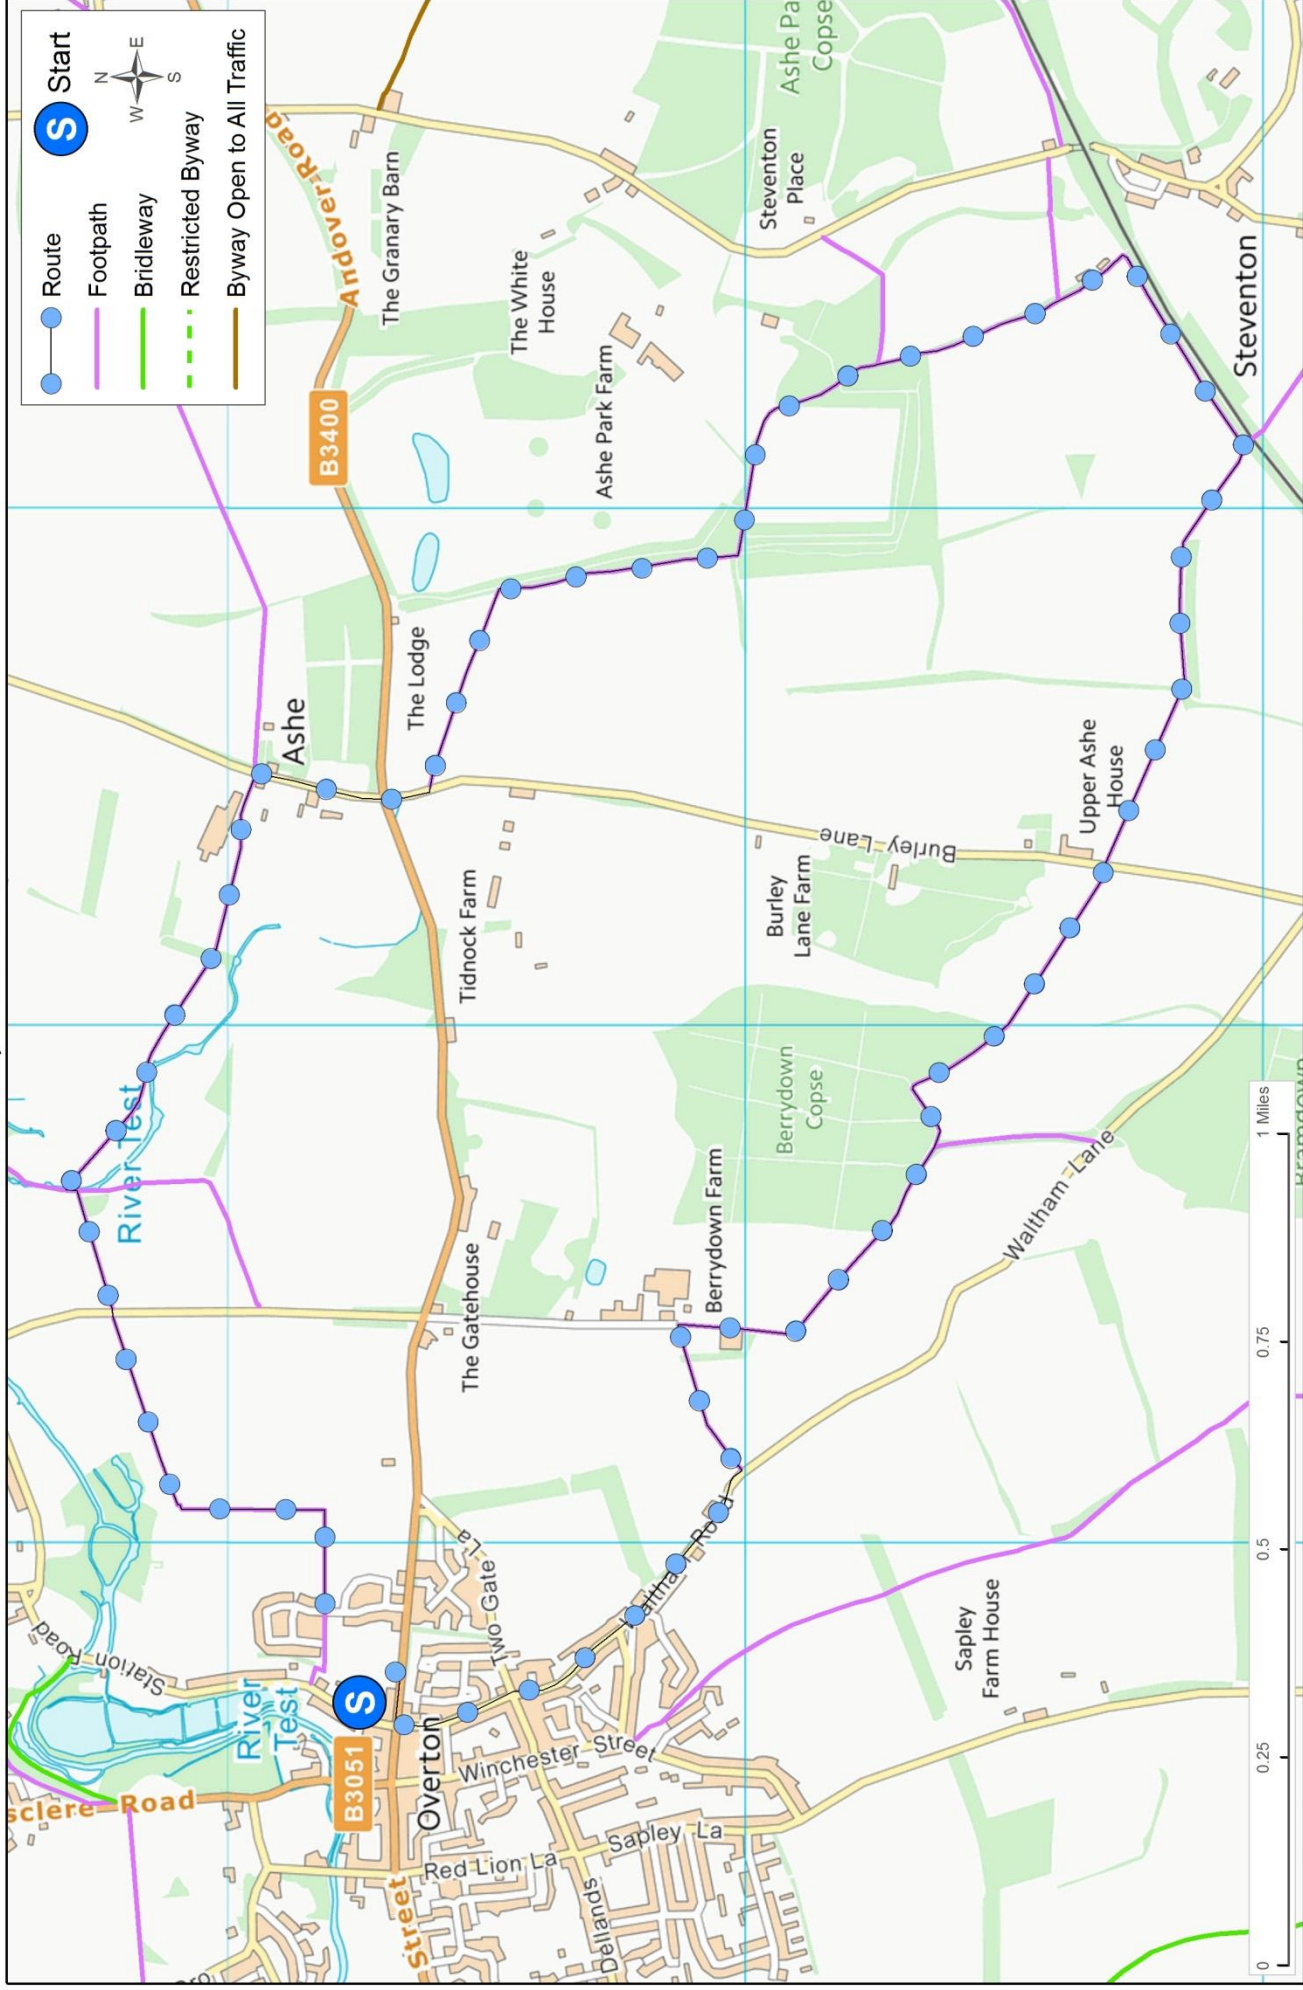 S Start
N
W E
S
Route
Footpath
Bridleway
Restricted Byway
Byway Open to All Traffic
Andover Road
The Granary Barn
B3400
The White
House
Ashe Park Farm
Steventon
Place
Ashe Pa
Copse
Steventon
Ashe
The Lodge
Tidnock Farm
Burley Lane
Burley
Lane Farm
Upper Ashe
House
River Test
Berrydown
Copse
Berrydown Farm
The Gatehouse
Waltham Lane
Waltham Road
Two Gate La
Station Road
River
Test
S
B3051
Overton
Winchester Street
sclere Road
Red Lion La
Sapley La
Dellands
Street
Sapley
Farm House
0 0.25 0.5 0.75 1 Miles